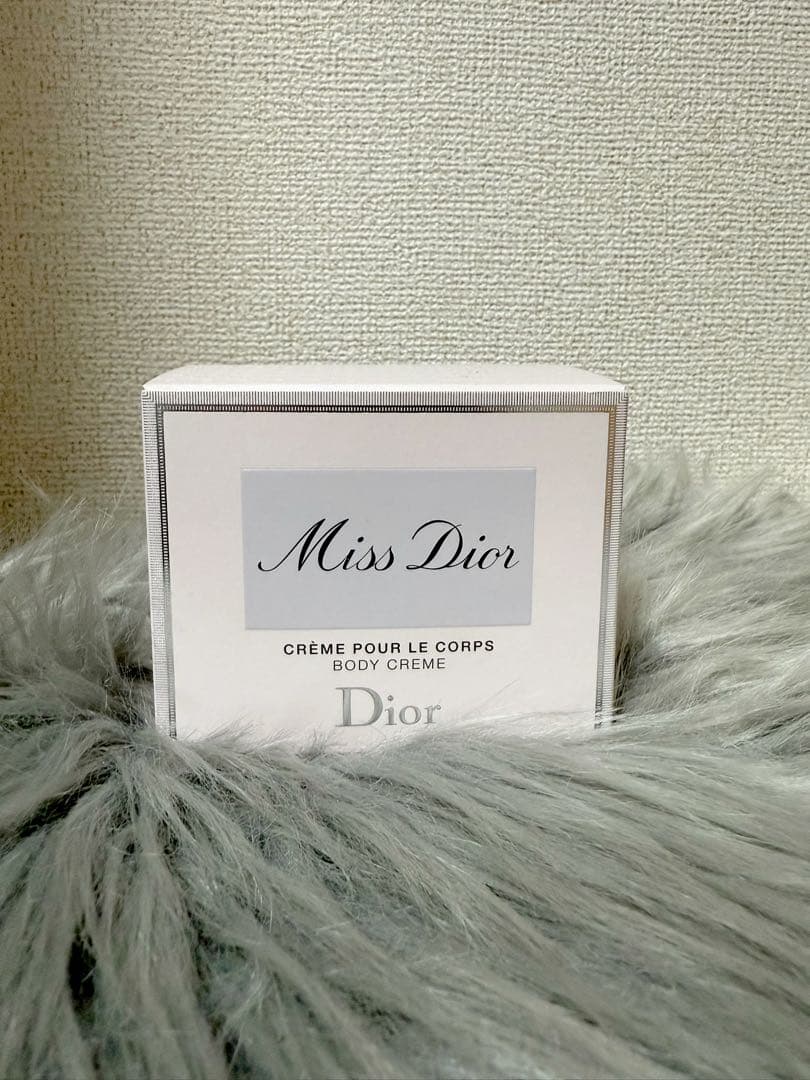 Miss Dior
CRÈME POUR LE CORPS
BODY CREME
Dior